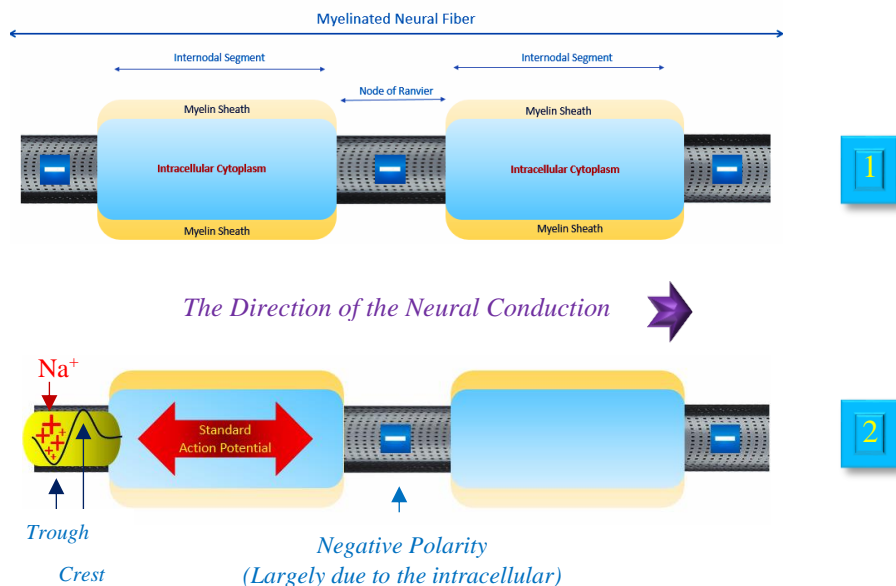 Myelinated Neural Fiber
Internodal Segment
Internodal Segment
Node of Ranvier
Myelin Sheath
Myelin Sheath
Intracellular Cytoplasm
Intracellular Cytoplasm
1
Myelin Sheath
Myelin Sheath
The Direction of the Neural Conduction
Na⁺
Standard
Action Potential
2
Trough
Crest
Negative Polarity
(Largely due to the intracellular)